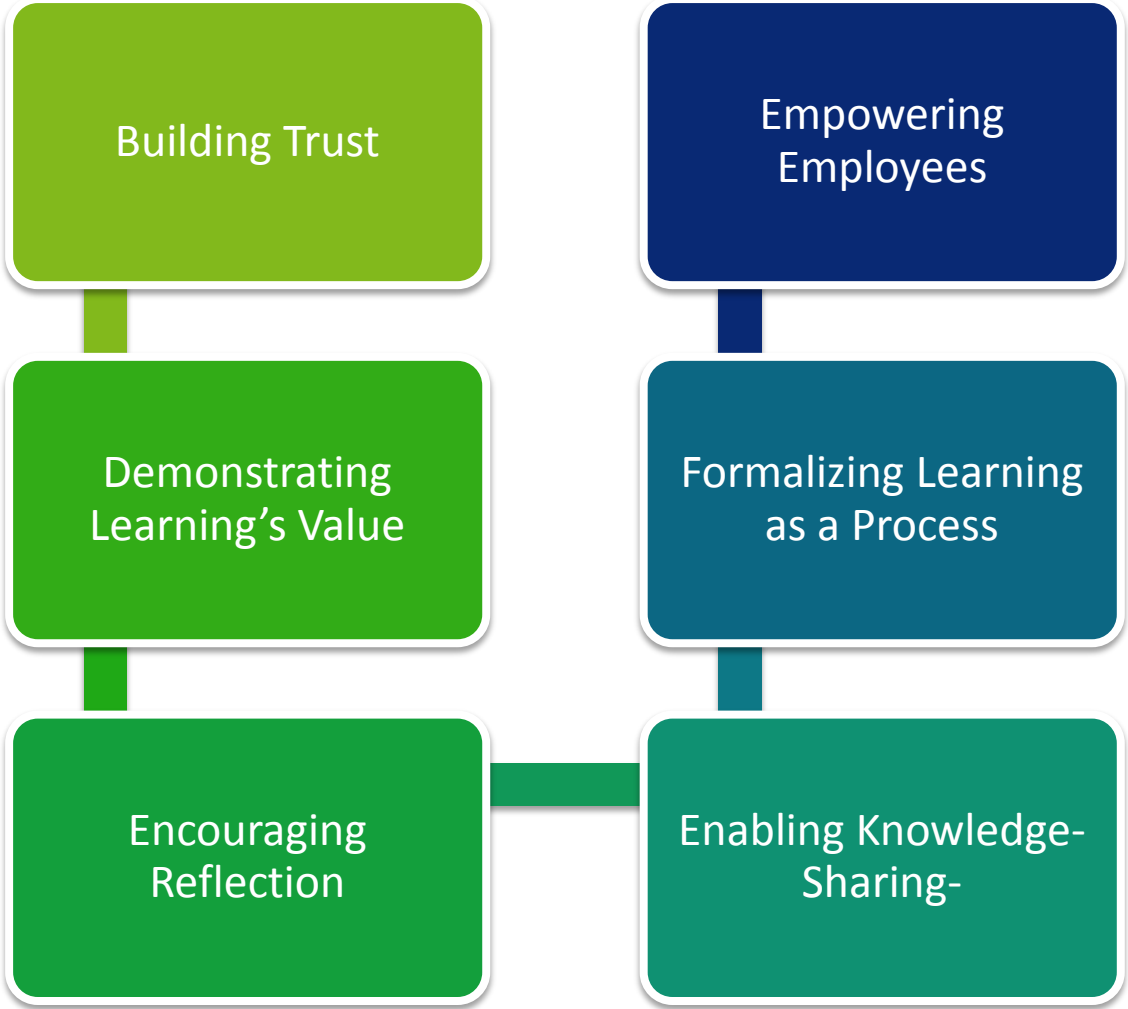 Building Trust
Demonstrating
Learning’s Value
Encouraging
Reflection
Enabling Knowledge-
Sharing-
Formalizing Learning
as a Process
Empowering
Employees